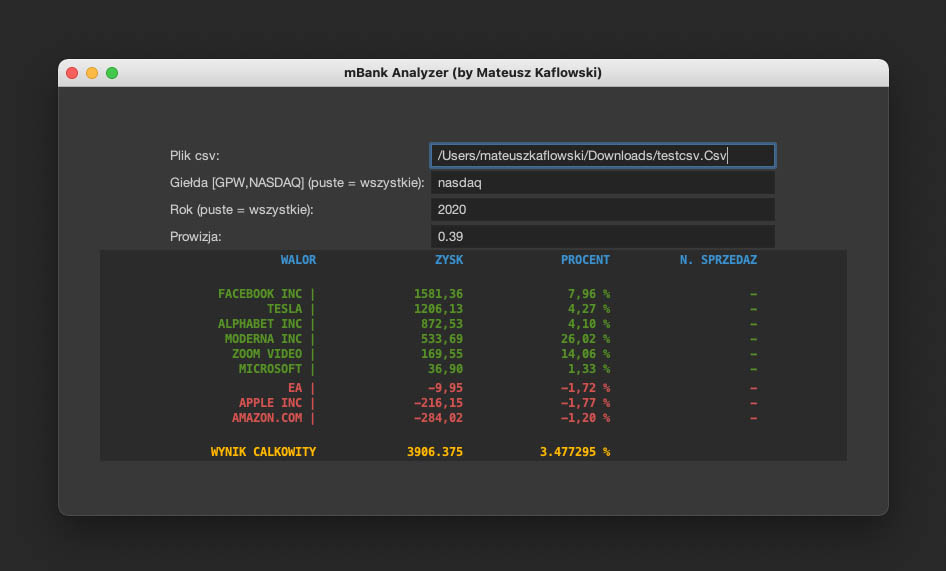 mBank Analyzer (by Mateusz Kaflowski)
Plik csv: /Users/mateuszkaflowski/Downloads/testcsv.Csv
Giełda [GPW,NASDAQ] (puste = wszystkie): nasdaq
Rok (puste = wszystkie): 2020
Prowizja: 0.39
WALOR ZYSK PROCENT N. SPRZEDAZ
FACEBOOK INC | 1581,36 7,96 % –
TESLA | 1206,13 4,27 % –
ALPHABET INC | 872,53 4,10 % –
MODERNA INC | 533,69 26,02 % –
ZOOM VIDEO | 169,55 14,06 % –
MICROSOFT | 36,90 1,33 % –
EA | –9,95 –1,72 % –
APPLE INC | –216,15 –1,77 % –
AMAZON.COM | –284,02 –1,20 % –
WYNIK CALKOWITY 3906.375 3.477295 %